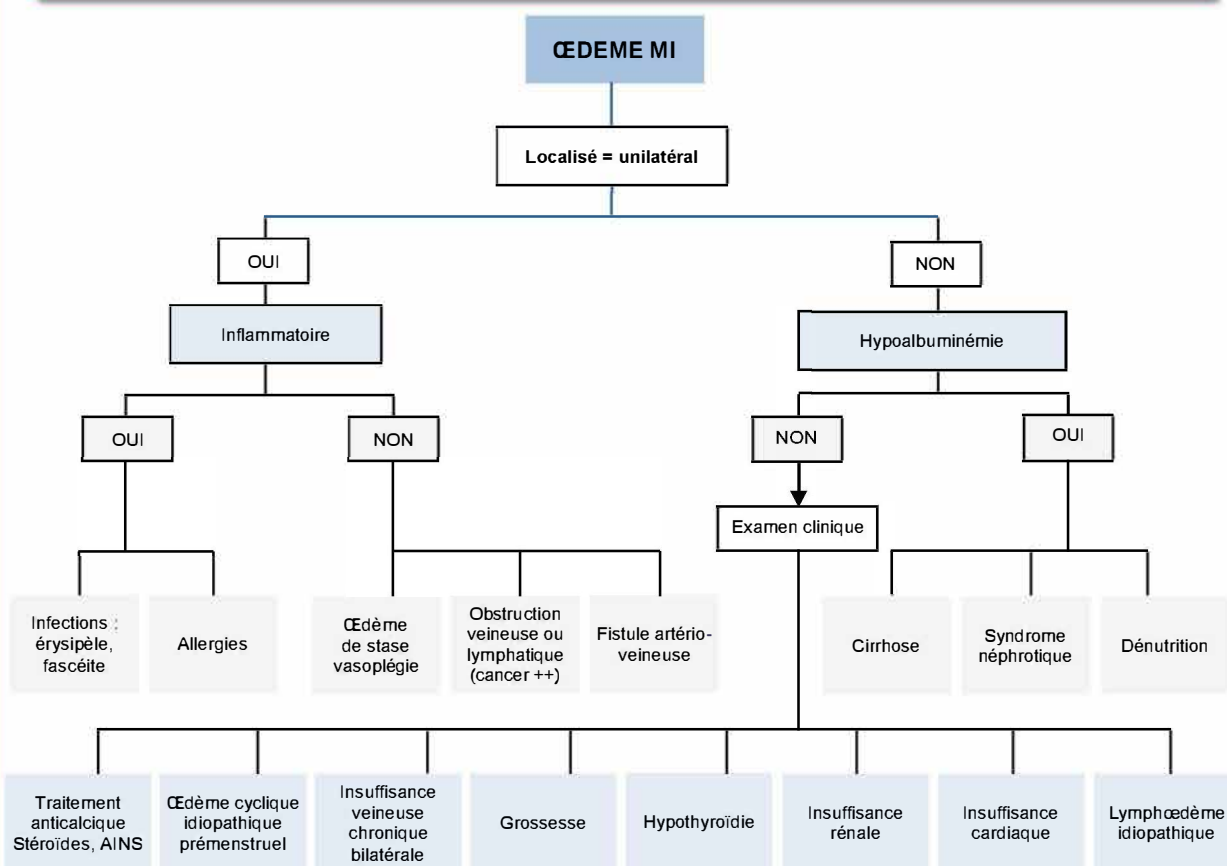 ŒDEME MI
Localisé = unilatéral
OUI
NON
Inflammatoire
Hypoalbuminémie
OUI
NON
NON
OUI
Examen clinique
Infections :
érysipèle,
fascéite
Allergies
Œdème
de stase
vasoplégie
Obstruction
veineuse ou
lymphatique
(cancer ++)
Fistule artério-
veineuse
Cirrhose
Syndrome
néphrotique
Dénutrition
Traitement
anticalcique
Stéroïdes, AINS
Œdème cyclique
idiopathique
prémenstruel
Insuffisance
veineuse
chronique
bilatérale
Grossesse
Hypothyroïdie
Insuffisance
rénale
Insuffisance
cardiaque
Lymphœdème
idiopathique